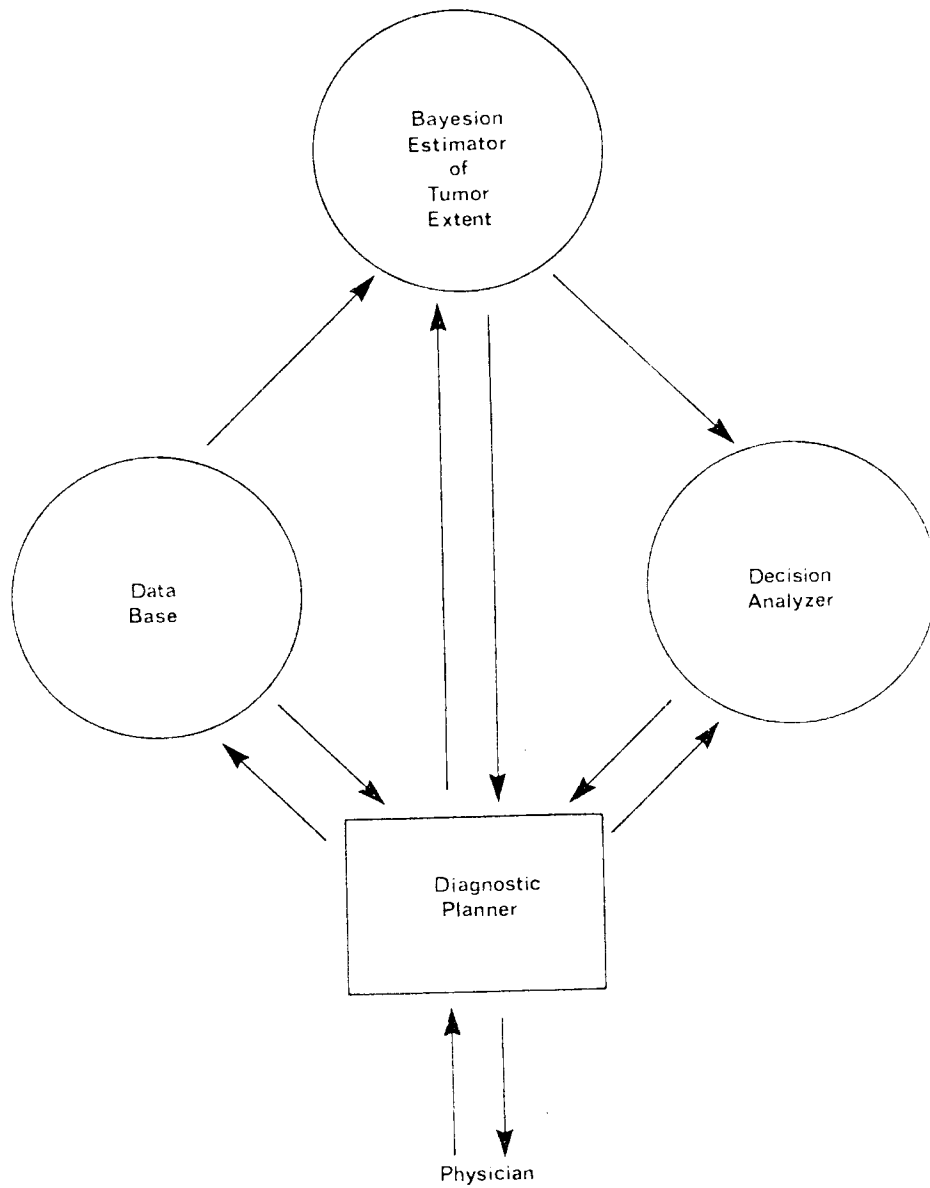 Bayesion
Estimator
of
Tumor
Extent
Data
Base
Decision
Analyzer
Diagnostic
Planner
Physician